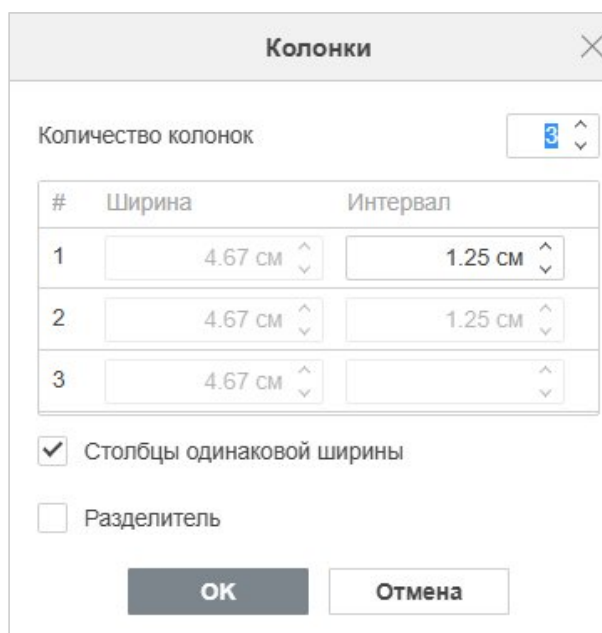 Колонки
Количество колонок 3
# Ширина Интервал
1 4.67 см 1.25 см
2 4.67 см 1.25 см
3 4.67 см
Столбцы одинаковой ширины
Разделитель
ОК Отмена